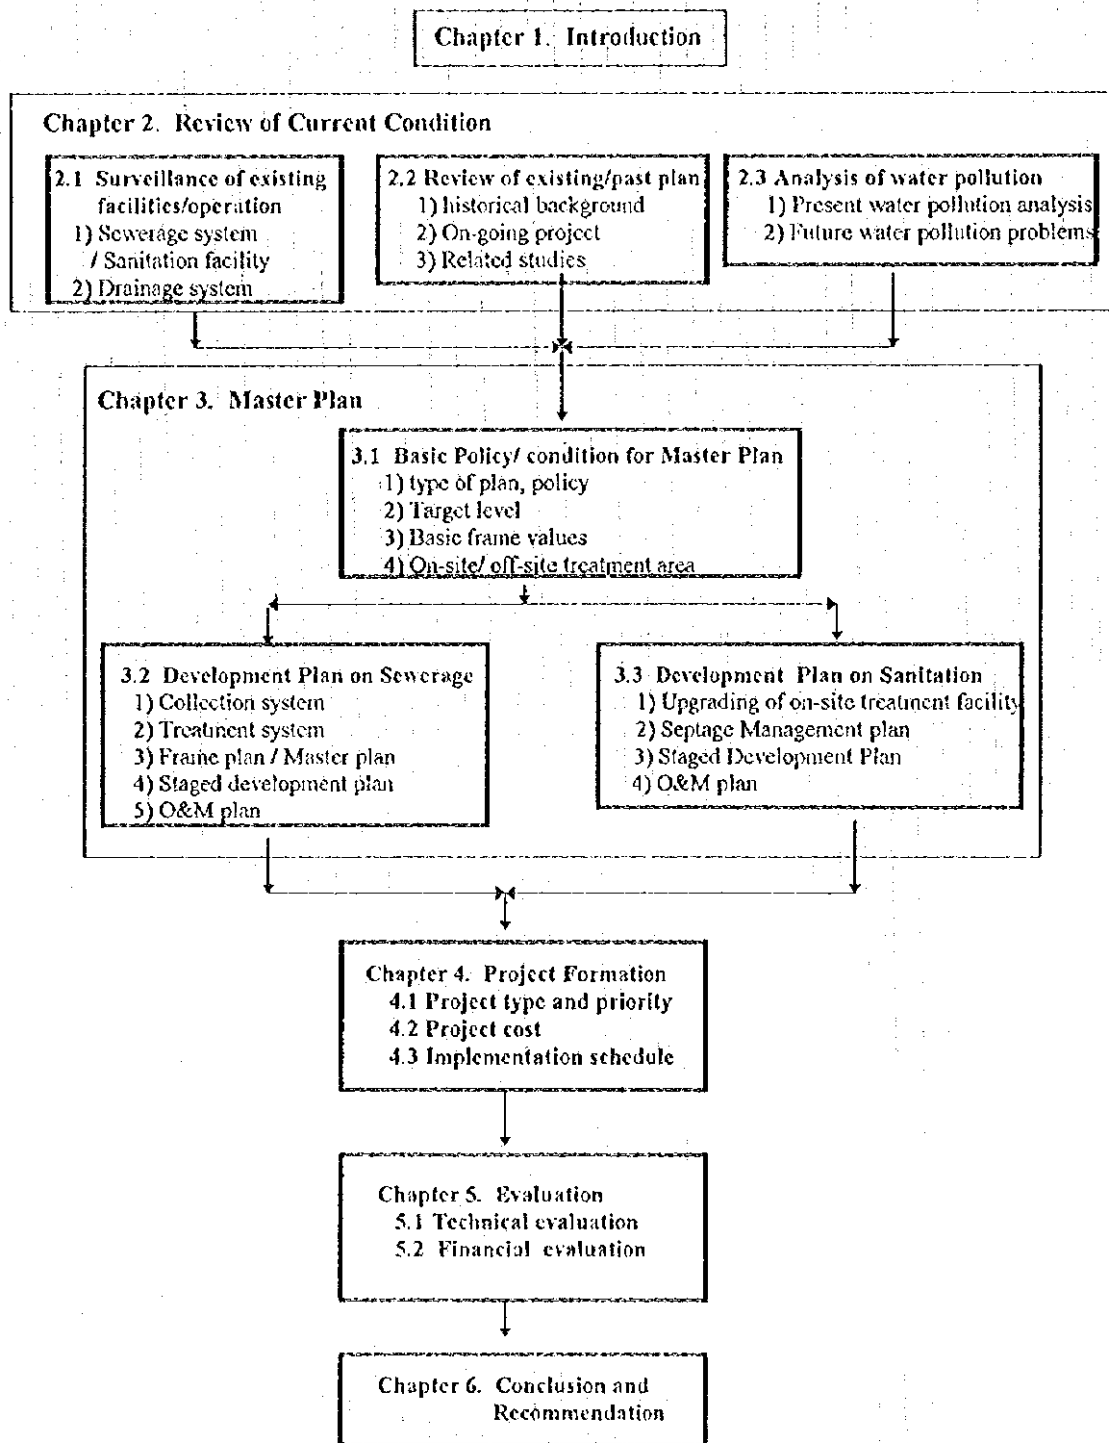 Chapter 1. Introduction
Chapter 2. Review of Current Condition
2.1 Surveillance of existing
facilities/operation
1) Sewerage system
/ Sanitation facility
2) Drainage system
2.2 Review of existing/past plan
1) historical background
2) On-going project
3) Related studies
2.3 Analysis of water pollution
1) Present water pollution analysis
2) Future water pollution problems
Chapter 3. Master Plan
3.1 Basic Policy/ condition for Master Plan
1) type of plan, policy
2) Target level
3) Basic frame values
4) On-site/ off-site treatment area
3.2 Development Plan on Sewerage
1) Collection system
2) Treatment system
3) Frame plan / Master plan
4) Staged development plan
5) O&M plan
3.3 Development Plan on Sanitation
1) Upgrading of on-site treatment facility
2) Septage Management plan
3) Staged Development Plan
4) O&M plan
Chapter 4. Project Formation
4.1 Project type and priority
4.2 Project cost
4.3 Implementation schedule
Chapter 5. Evaluation
5.1 Technical evaluation
5.2 Financial evaluation
Chapter 6. Conclusion and
Recommendation